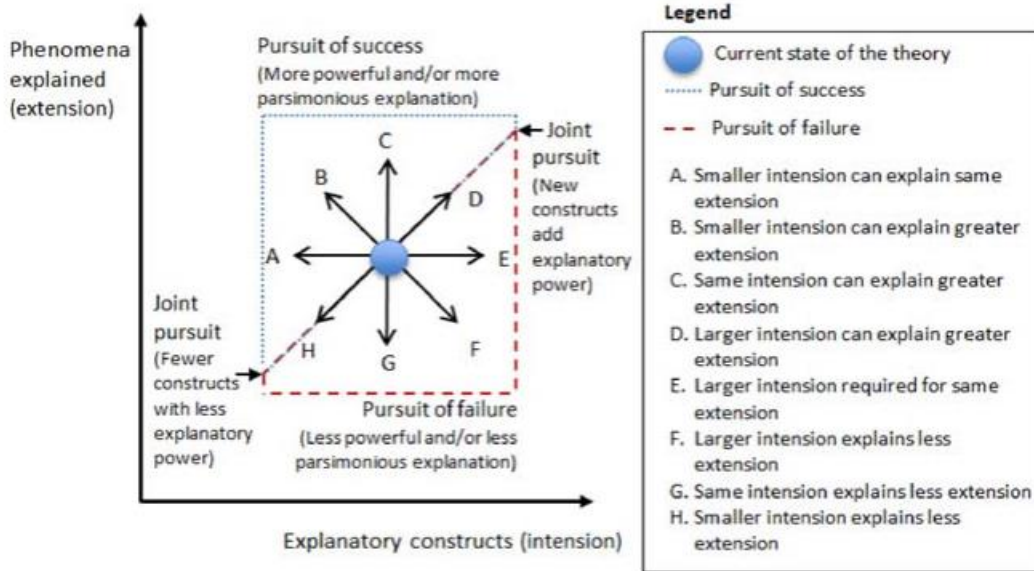 Phenomena
explained
(extension)
Pursuit of success
(More powerful and/or more
parsimonious explanation)
C
B
D
A
E
H
G
F
Joint
pursuit
(New
constructs
add
explanatory
power)
Joint
pursuit
(Fewer
constructs
with less
explanatory
power)
Pursuit of failure
(Less powerful and/or less
parsimonious explanation)
Explanatory constructs (intension)
Legend
Current state of the theory
Pursuit of success
Pursuit of failure
A. Smaller intension can explain same
extension
B. Smaller intension can explain greater
extension
C. Same intension can explain greater
extension
D. Larger intension can explain greater
extension
E. Larger intension required for same
extension
F. Larger intension explains less
extension
G. Same intension explains less extension
H. Smaller intension explains less
extension